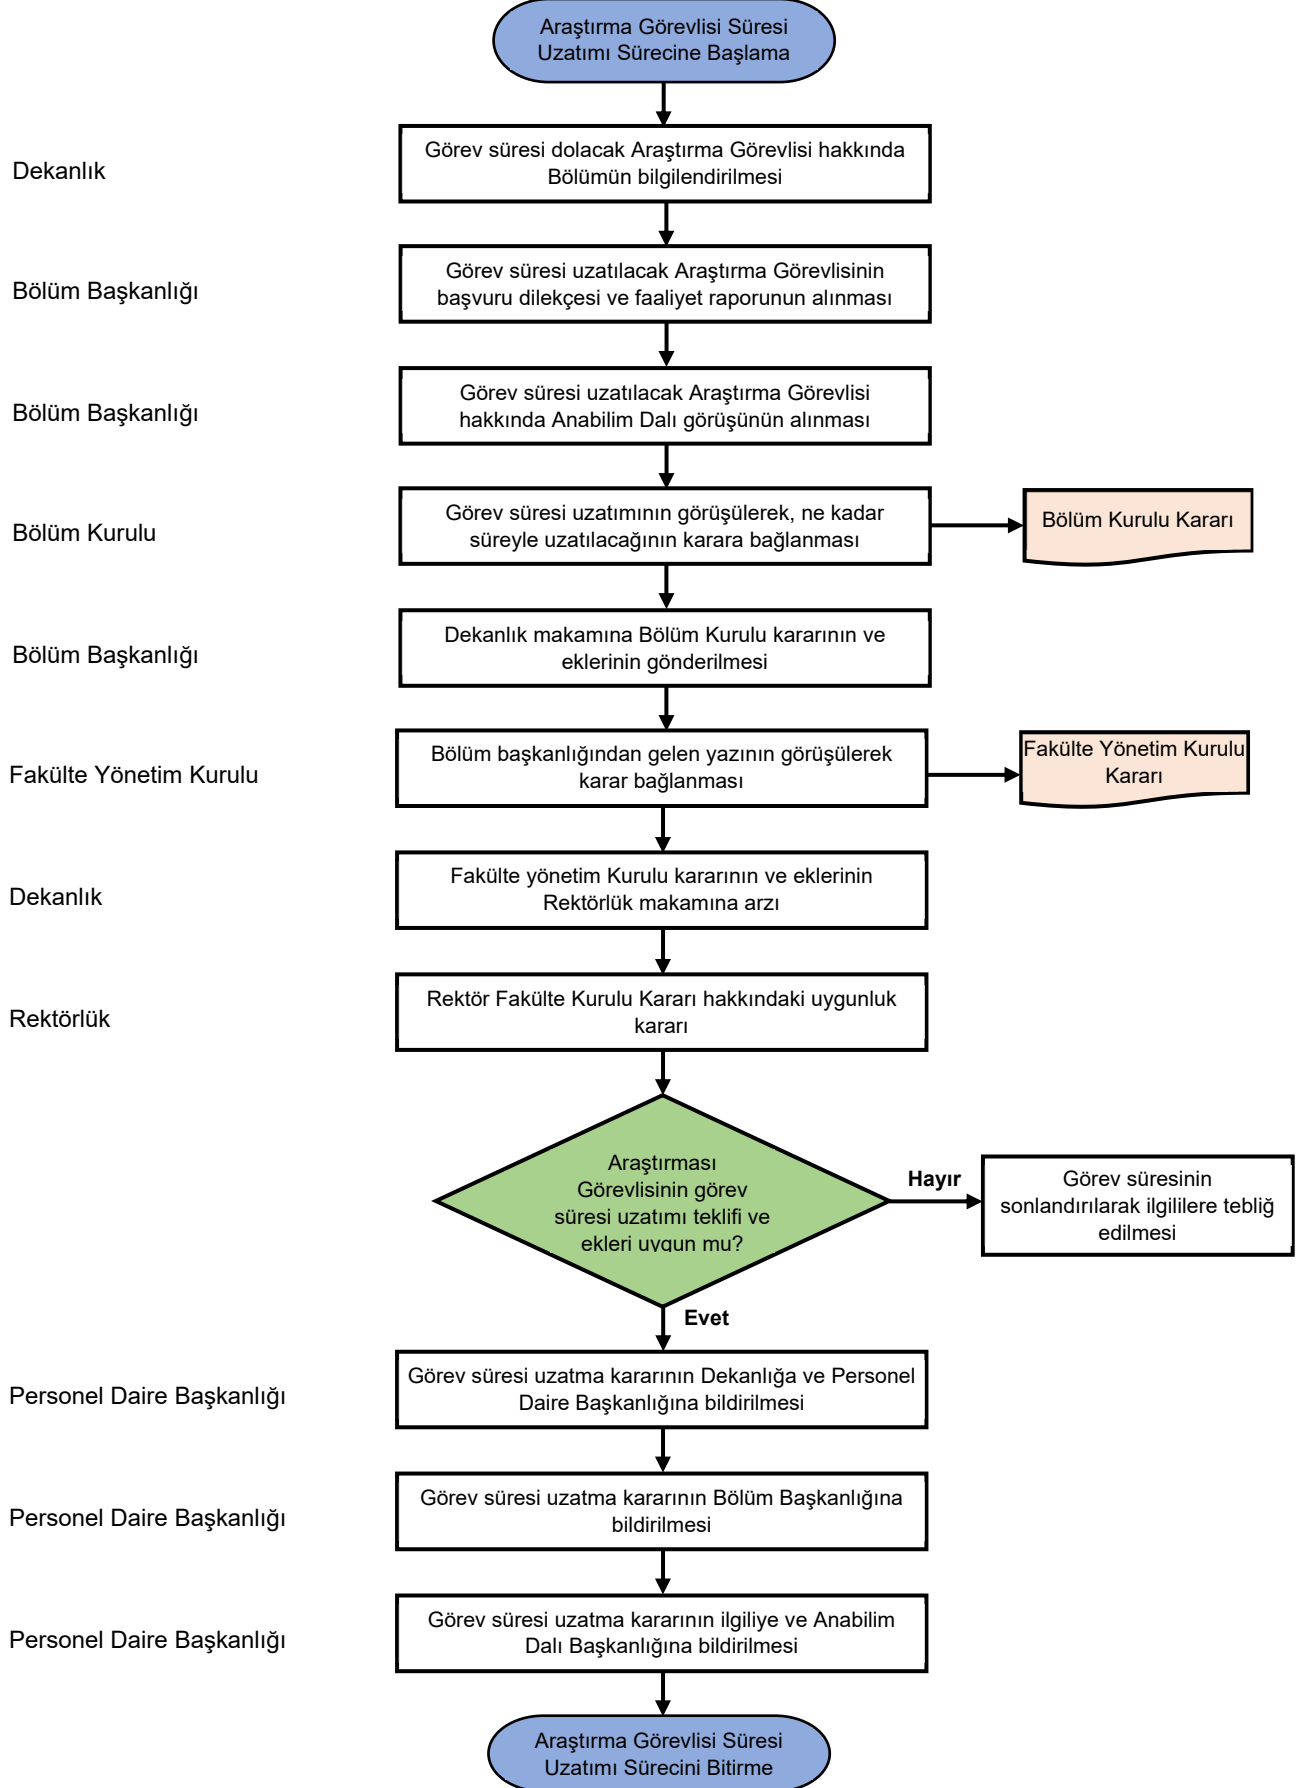 Araştırma Görevlisi Süresi
Uzatımı Sürecine Başlama
Dekanlık
Görev süresi dolacak Araştırma Görevlisi hakkında
Bölümün bilgilendirilmesi
Bölüm Başkanlığı
Görev süresi uzatılacak Araştırma Görevlisinin
başvuru dilekçesi ve faaliyet raporunun alınması
Bölüm Başkanlığı
Görev süresi uzatılacak Araştırma Görevlisi
hakkında Anabilim Dalı görüşünün alınması
Bölüm Kurulu
Görev süresi uzatımının görüşülerek, ne kadar
süreyle uzatılacağının karara bağlanması
Bölüm Kurulu Kararı
Bölüm Başkanlığı
Dekanlık makamına Bölüm Kurulu kararının ve
eklerinin gönderilmesi
Fakülte Yönetim Kurulu
Bölüm başkanlığından gelen yazının görüşülerek
karar bağlanması
Fakülte Yönetim Kurulu
Kararı
Dekanlık
Fakülte yönetim Kurulu kararının ve eklerinin
Rektörlük makamına arzı
Rektörlük
Rektör Fakülte Kurulu Kararı hakkındaki uygunluk
kararı
Araştırması
Görevlisinin görev
süresi uzatımı teklifi ve
ekleri uygun mu?
Hayır
Görev süresinin
sonlandırılarak ilgililere tebliğ
edilmesi
Evet
Personel Daire Başkanlığı
Görev süresi uzatma kararının Dekanlığa ve Personel
Daire Başkanlığına bildirilmesi
Personel Daire Başkanlığı
Görev süresi uzatma kararının Bölüm Başkanlığına
bildirilmesi
Personel Daire Başkanlığı
Görev süresi uzatma kararının ilgiliye ve Anabilim
Dalı Başkanlığına bildirilmesi
Araştırma Görevlisi Süresi
Uzatımı Sürecini Bitirme